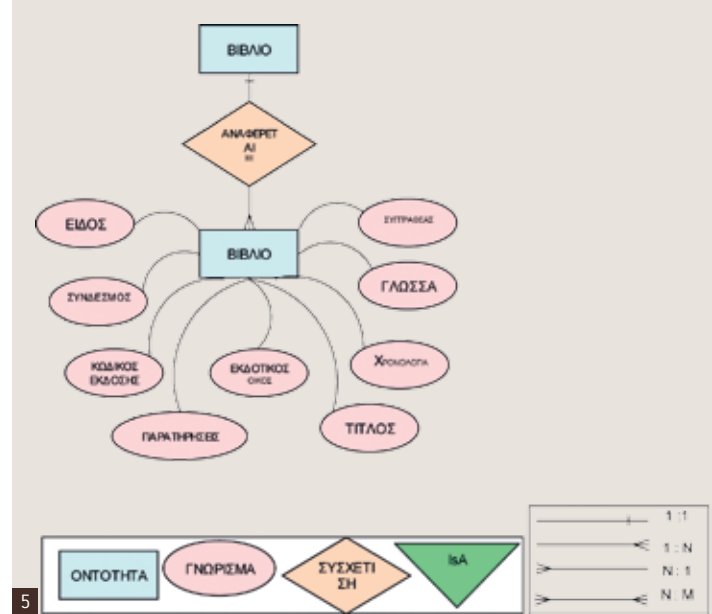 ΒΙΒΛΙΟ
ΑΝΑΦΕΡΕΤ
ΑΙ
ΕΙΔΟΣ
ΣΥΓΓΡΑΦΕΑΣ
ΒΙΒΛΙΟ
ΣΥΝΔΕΣΜΟΣ
ΓΛΩΣΣΑ
ΚΩΔΙΚΟΣ
ΕΚΔΟΣΗΣ
ΕΚΔΟΤΙΚΟΣ
ΟΙΚΟΣ
ΧΡΟΝΟΛΟΓΙΑ
ΠΑΡΑΤΗΡΗΣΕΙΣ
ΤΙΤΛΟΣ
ΟΝΤΟΤΗΤΑ
ΓΝΩΡΙΣΜΑ
ΣΥΣΧΕΤΙ
ΣΗ
IsA
1 :1
1 : N
N : 1
N : M
5